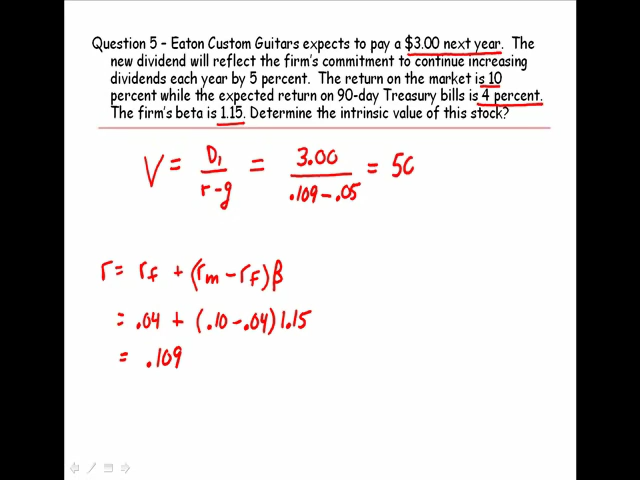 Question 5 – Eaton Custom Guitars expects to pay a $3.00 next year. The
new dividend will reflect the firm's commitment to continue increasing
dividends each year by 5 percent. The return on the market is 10
percent while the expected return on 90-day Treasury bills is 4 percent.
The firm's beta is 1.15. Determine the intrinsic value of this stock?
V = D₁ / (r - g) = 3.00 / (.109 - .05) = 50
r = rf + (rm - rf) β
= .04 + (.10 - .04) 1.15
= .109